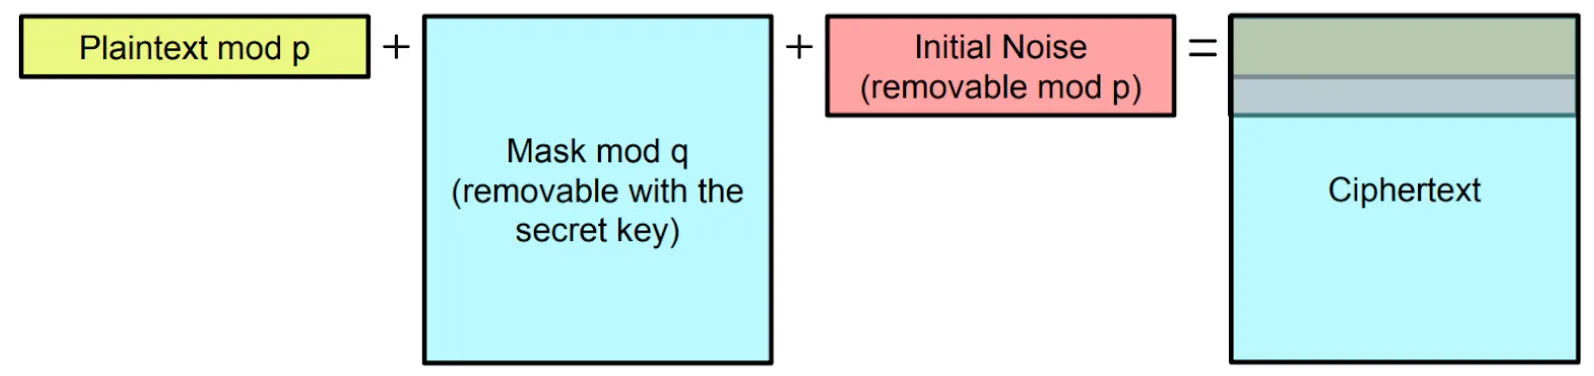 Plaintext mod p
+
Mask mod q
(removable with the
secret key)
+
Initial Noise
(removable mod p)
=
Ciphertext